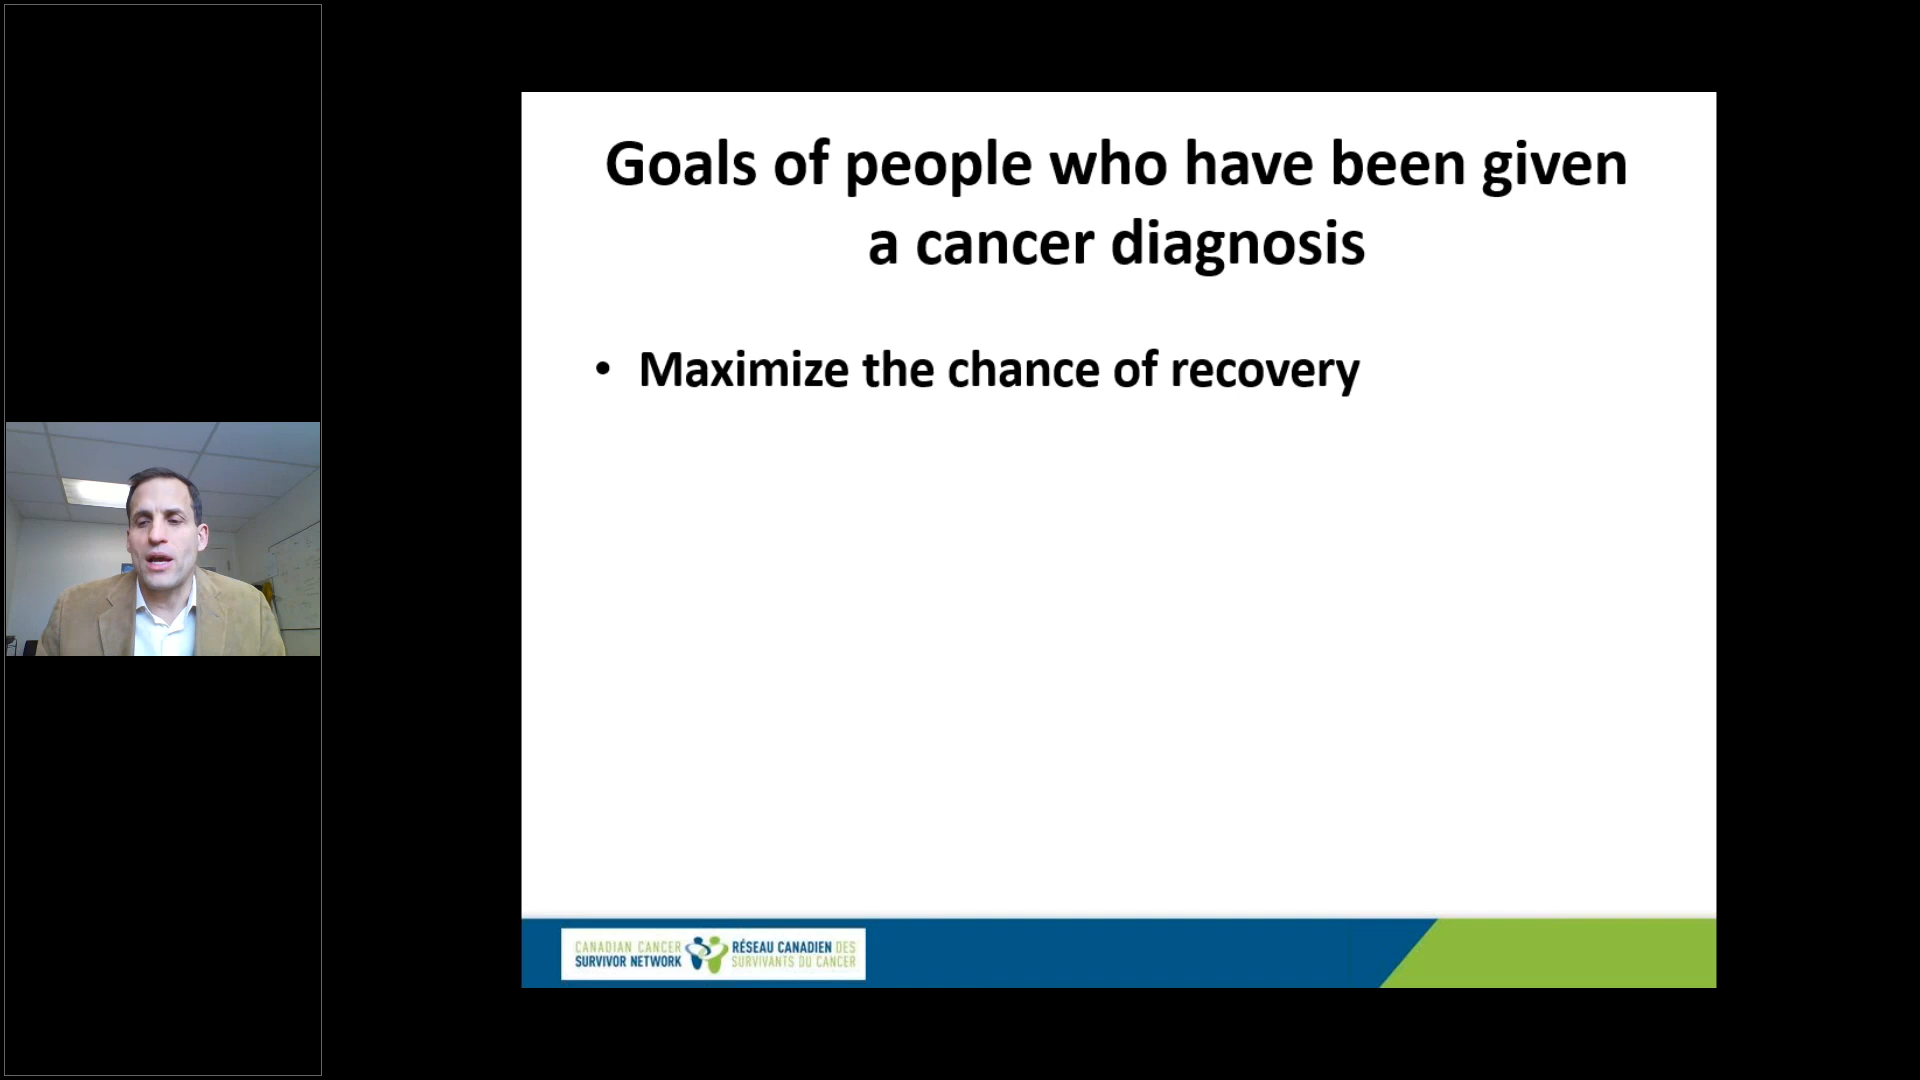 Goals of people who have been given
a cancer diagnosis
• Maximize the chance of recovery
CANADIAN CANCER
SURVIVOR NETWORK
RÉSEAU CANADIEN DES
SURVIVANTS DU CANCER